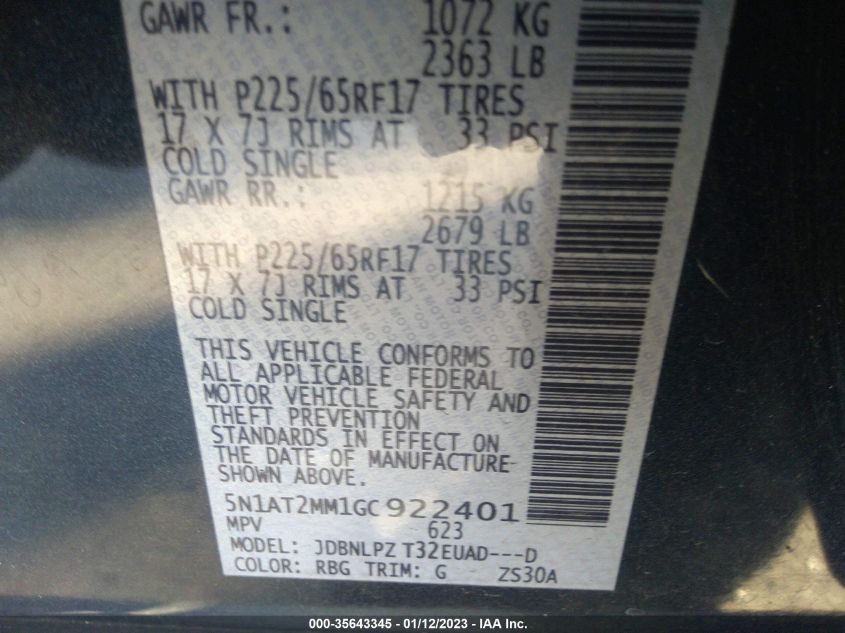 GAWR FR.: 1072 KG
2363 LB
WITH P225/65RF17 TIRES
17 X 7J RIMS AT 33 PSI
COLD SINGLE
GAWR RR.: 1215 KG
2679 LB
WITH P225/65RF17 TIRES
17 X 7J RIMS AT 33 PSI
COLD SINGLE
THIS VEHICLE CONFORMS TO
ALL APPLICABLE FEDERAL
MOTOR VEHICLE SAFETY AND
THEFT PREVENTION
STANDARDS IN EFFECT ON
THE DATE OF MANUFACTURE
SHOWN ABOVE.
5N1AT2MM1GC922401
MPV 623
MODEL: JDBNLPZ T32EUAD---D
COLOR: RBG TRIM: G ZS30A
000-35643345 - 01/12/2023 - © IAA Inc.